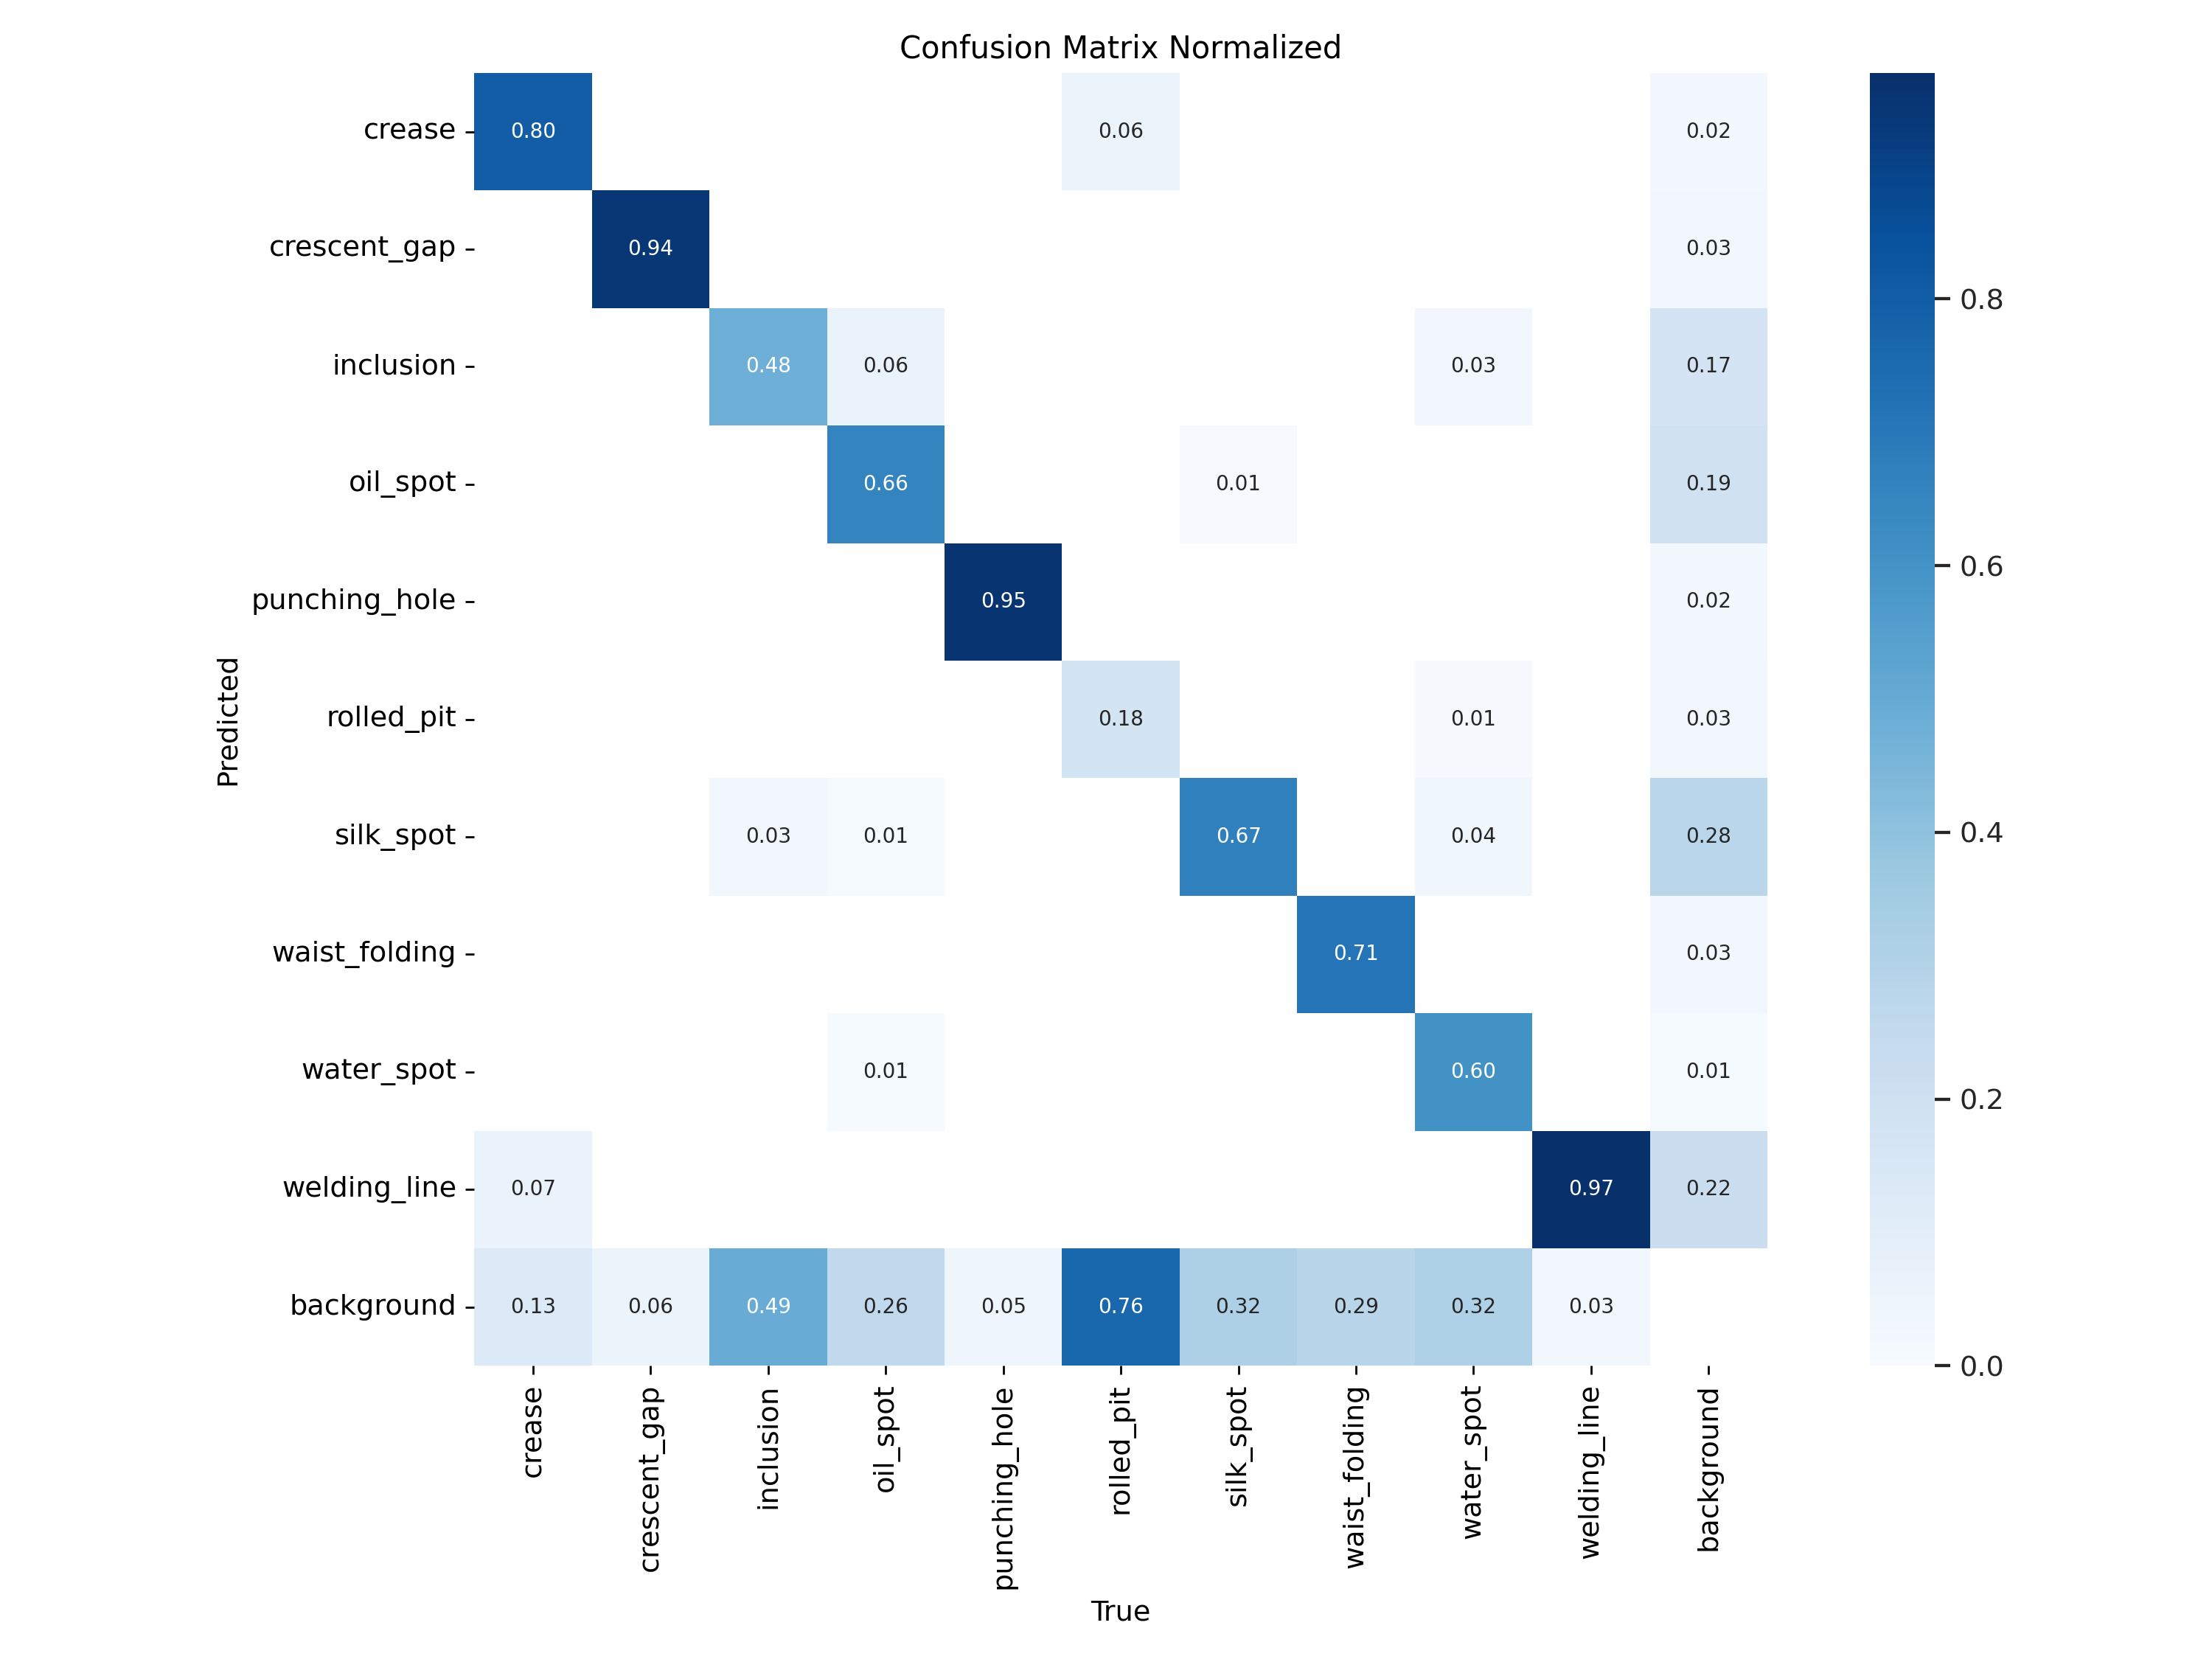 Confusion Matrix Normalized
crease 0.80 0.06 0.02
crescent_gap 0.94 0.03
inclusion 0.48 0.06 0.03 0.17
oil_spot 0.66 0.01 0.19
punching_hole 0.95 0.02
rolled_pit 0.18 0.01 0.03
silk_spot 0.03 0.01 0.67 0.04 0.28
waist_folding 0.71 0.03
water_spot 0.01 0.60 0.01
welding_line 0.07 0.97 0.22
background 0.13 0.06 0.49 0.26 0.05 0.76 0.32 0.29 0.32 0.03
Predicted
crease crescent_gap inclusion oil_spot punching_hole rolled_pit silk_spot waist_folding water_spot welding_line background
True
0.8
0.6
0.4
0.2
0.0